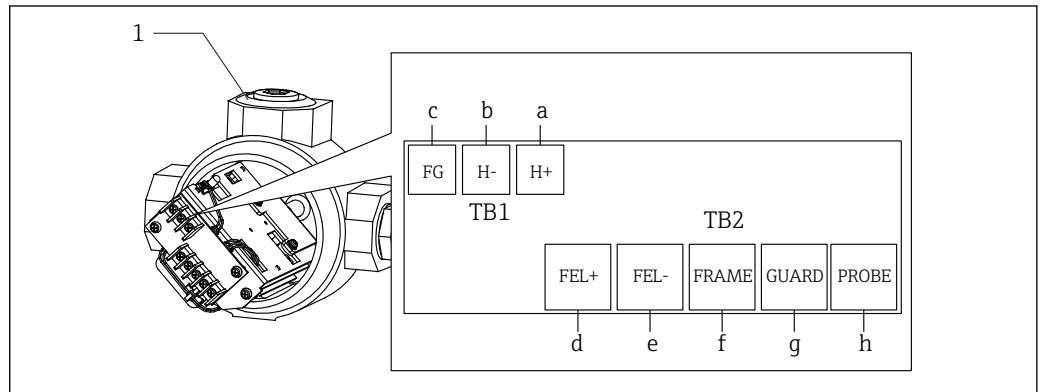 1
c b a
FG H- H+
TB1
TB2
FEL+ FEL- FRAME GUARD PROBE
d e f g h